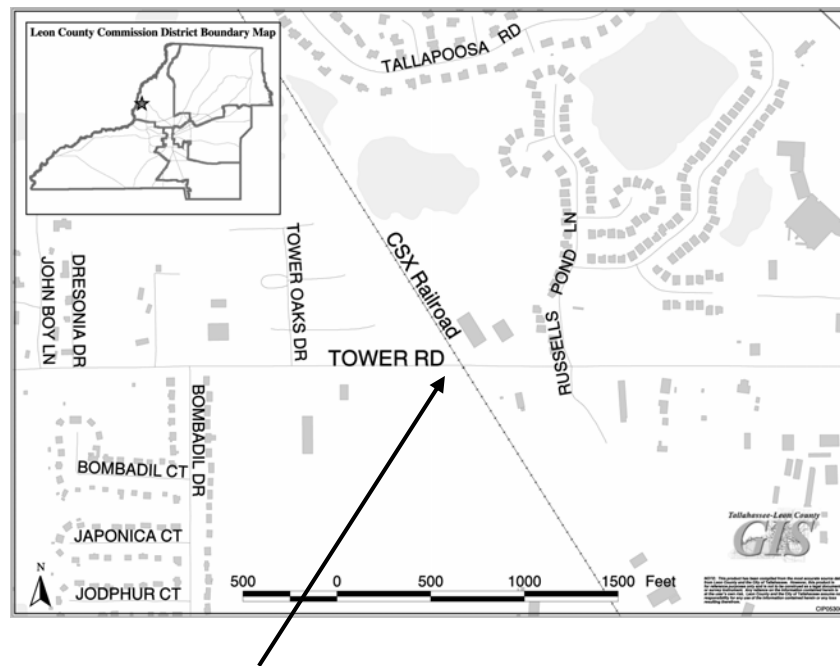 Leon County Commission District Boundary Map
TALLAPOOSA RD
CSX Railroad
RUSSELLS POND LN
TOWER OAKS DR
JOHN BOY LN
DRESONIA DR
TOWER RD
BOMBADIL DR
BOMBADIL CT
JAPONICA CT
JODPHUR CT
N
500 0 500 1000 1500 Feet
Tallahassee-Leon County
GIS